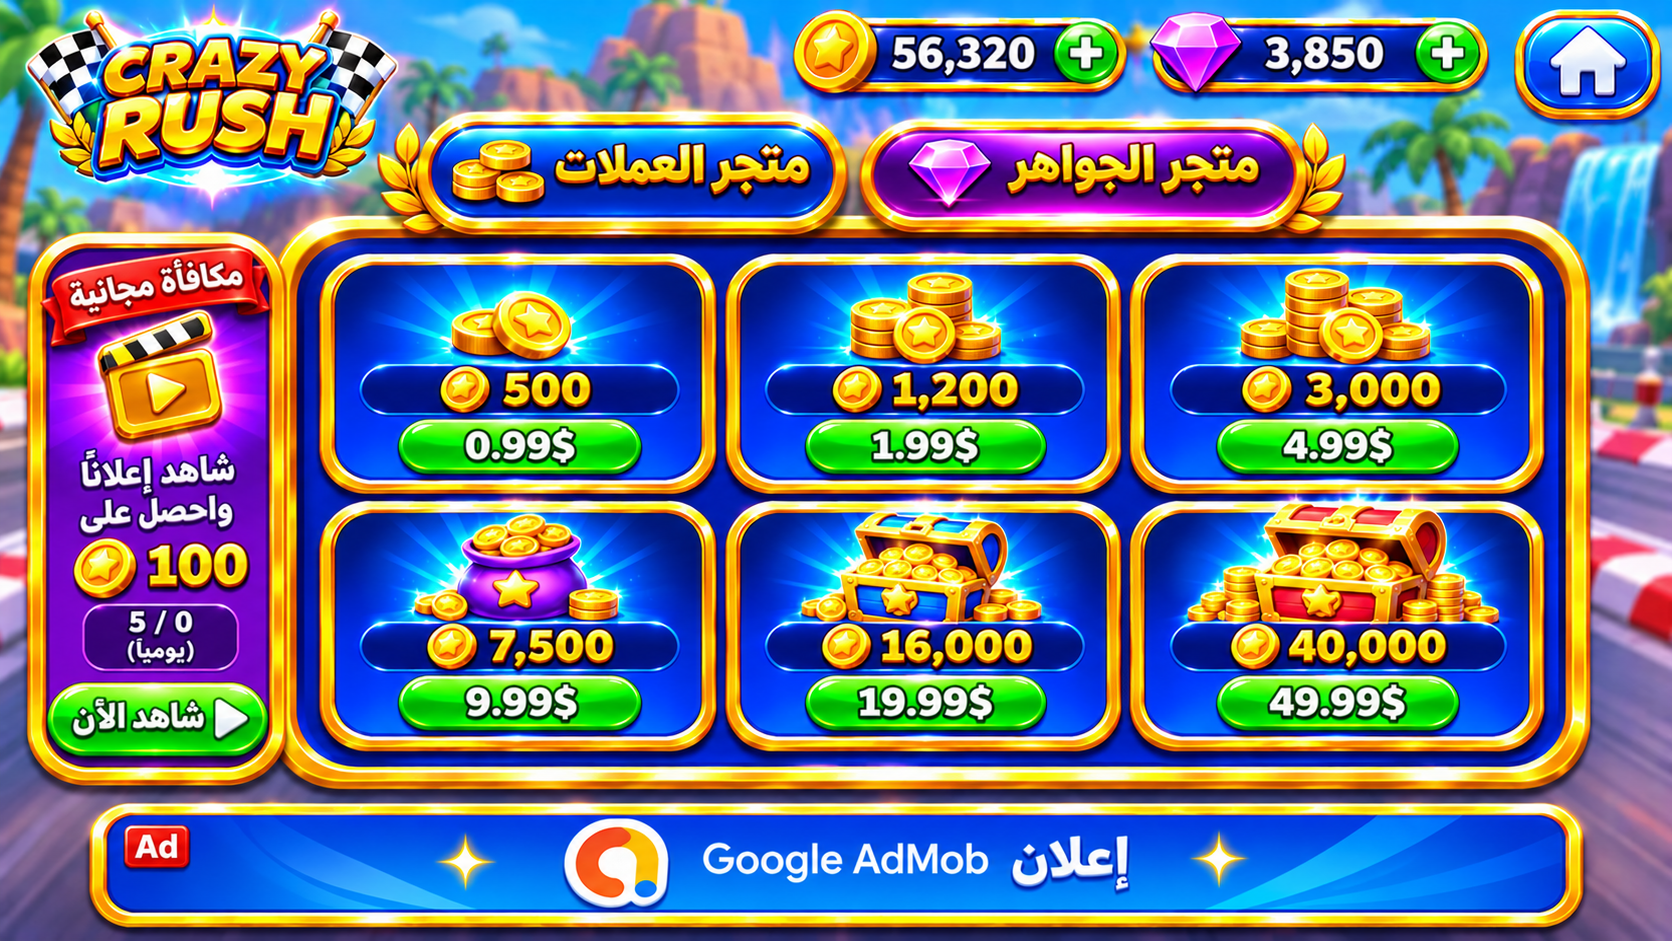 CRAZY
RUSH
56,320
3,850
متجر العملات
متجر الجواهر
مكافأة مجانية
شاهد إعلاناً
واحصل على
100
5 / 0
(يومياً)
شاهد الأن
500
0.99$
1,200
1.99$
3,000
4.99$
7,500
9.99$
16,000
19.99$
40,000
49.99$
Ad
Google AdMob إعلان